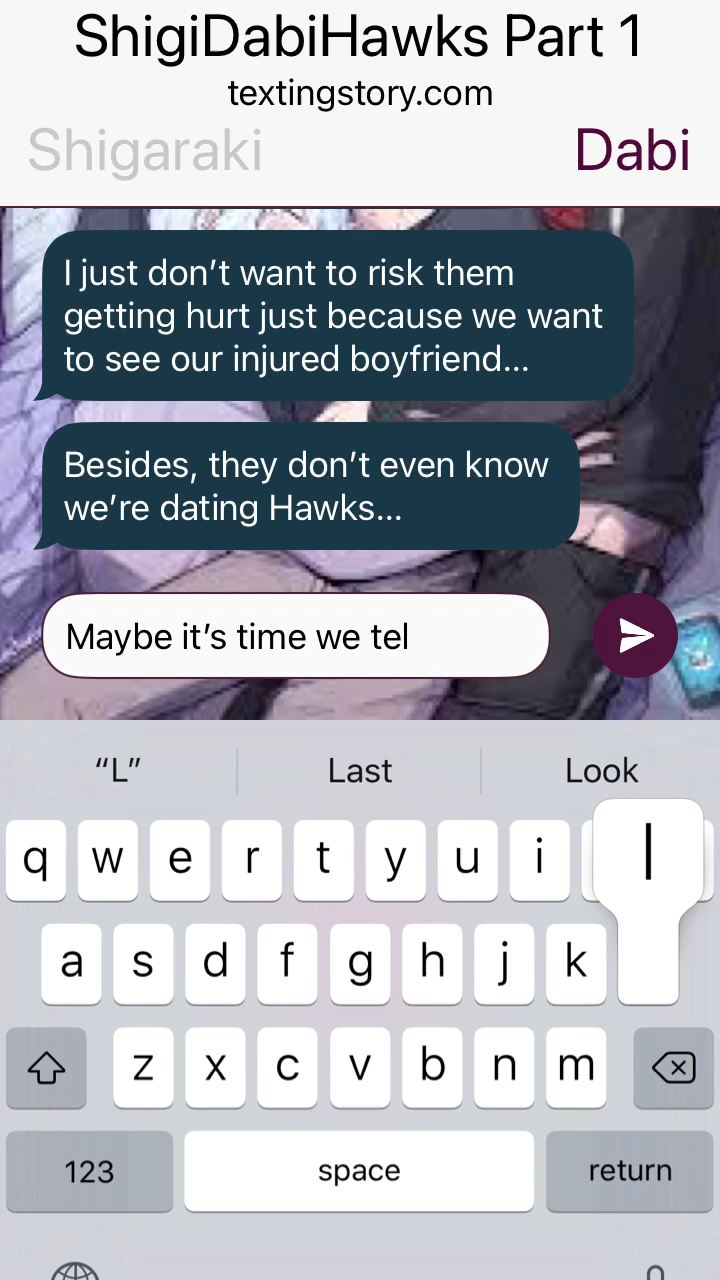 ShigiDabiHawks Part 1
textingstory.com
Shigaraki Dabi
I just don’t want to risk them
getting hurt just because we want
to see our injured boyfriend...
Besides, they don’t even know
we’re dating Hawks...
Maybe it’s time we tel
“L” Last Look
q w e r t y u i l
a s d f g h j k
z x c v b n m
123 space return